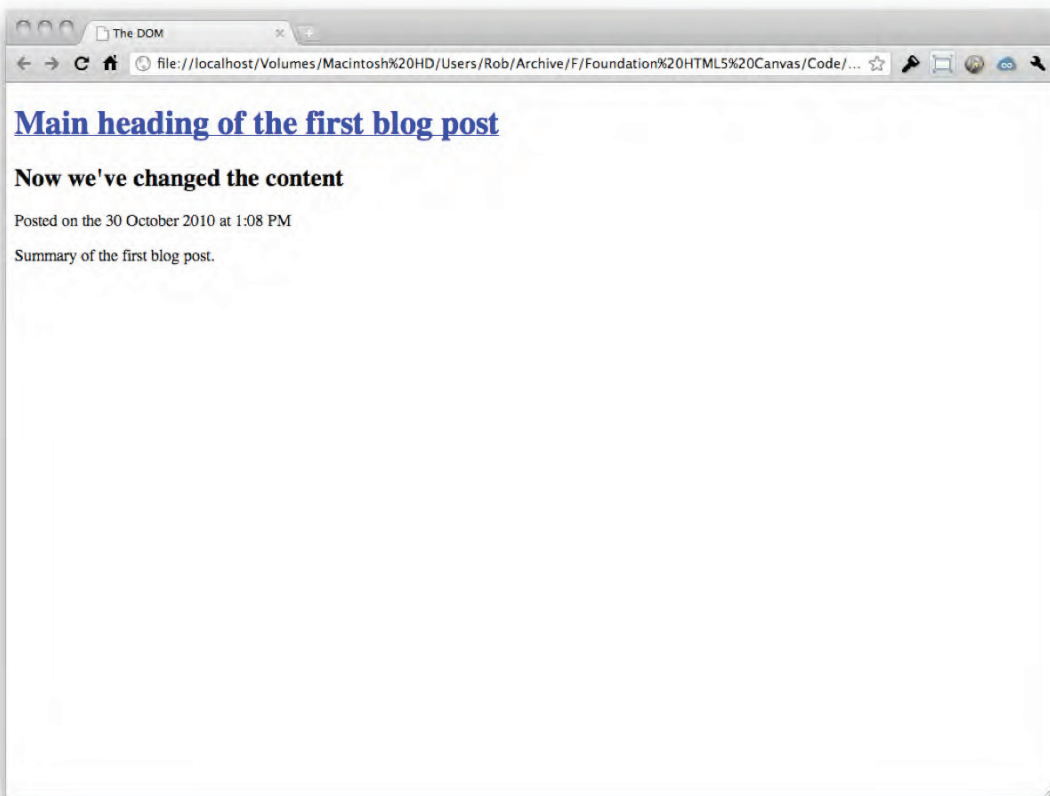 The DOM
file://localhost/Volumes/Macintosh%20HD/Users/Rob/Archive/F/Foundation%20HTML5%20Canvas/Code/...
Main heading of the first blog post
Now we've changed the content
Posted on the 30 October 2010 at 1:08 PM
Summary of the first blog post.